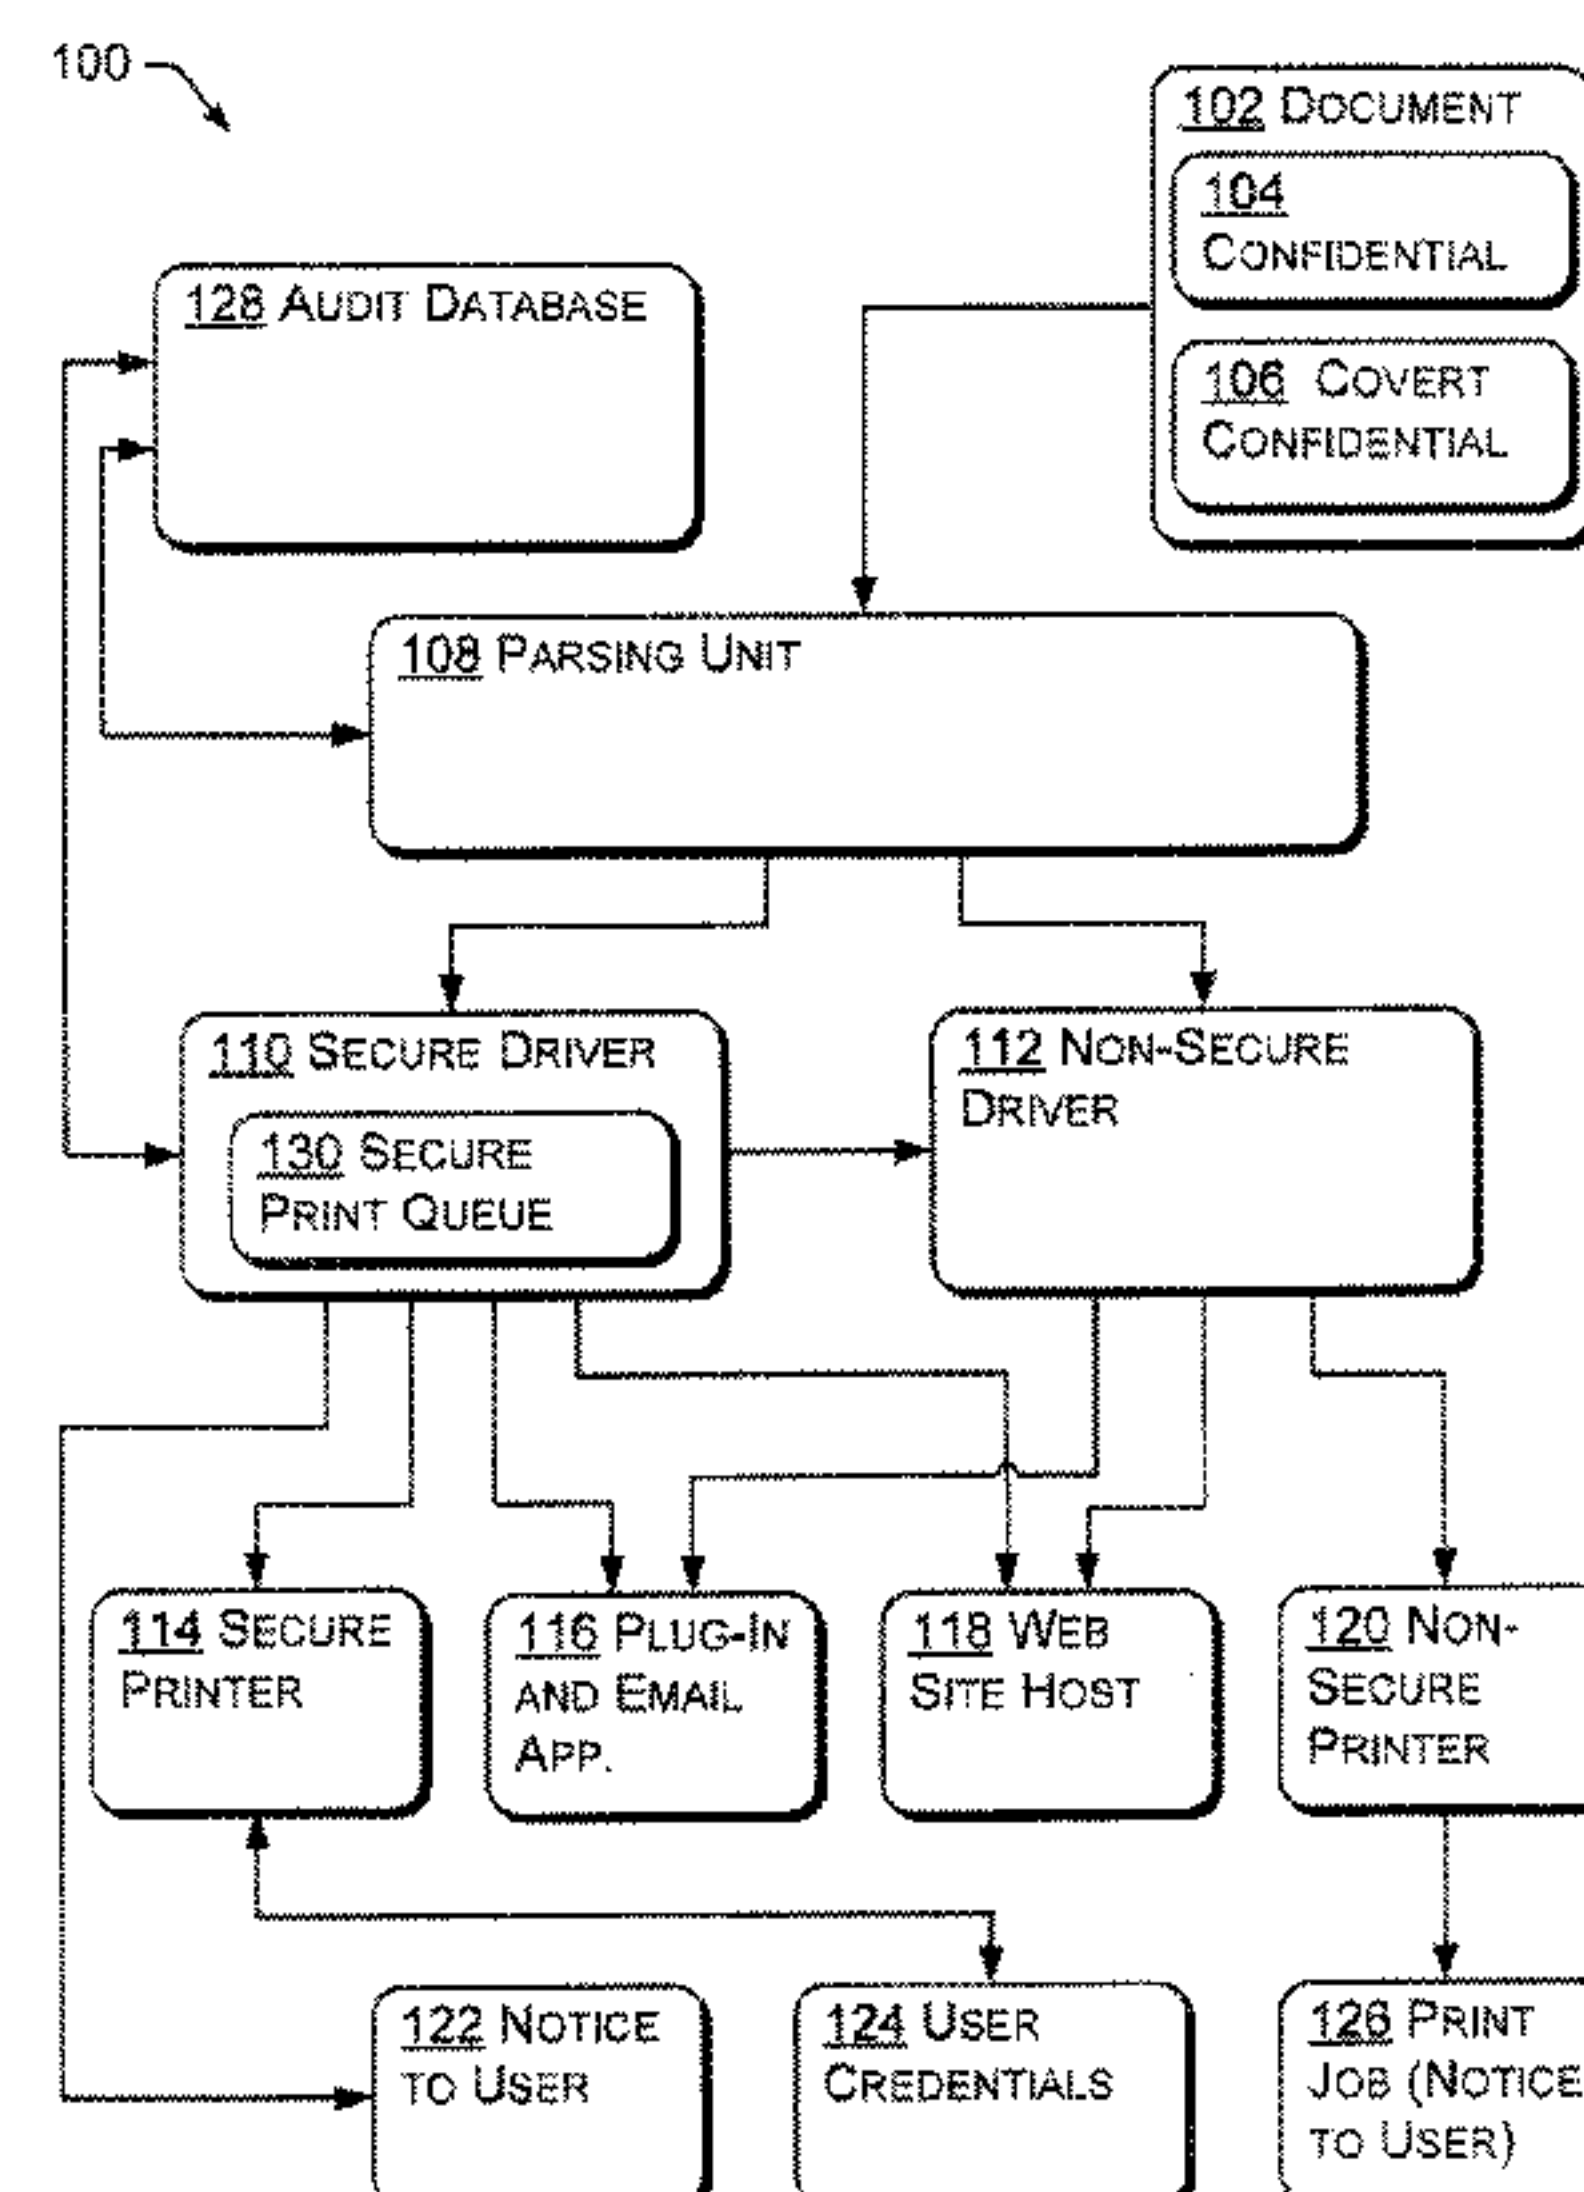 100
102 DOCUMENT
104
CONFIDENTIAL
106 COVERT
CONFIDENTIAL
128 AUDIT DATABASE
108 PARSING UNIT
110 SECURE DRIVER
130 SECURE
PRINT QUEUE
112 NON-SECURE
DRIVER
114 SECURE
PRINTER
116 PLUG-IN
AND EMAIL
APP.
118 WEB
SITE HOST
120 NON-
SECURE
PRINTER
122 NOTICE
TO USER
124 USER
CREDENTIALS
126 PRINT
JOB (NOTICE
TO USER)